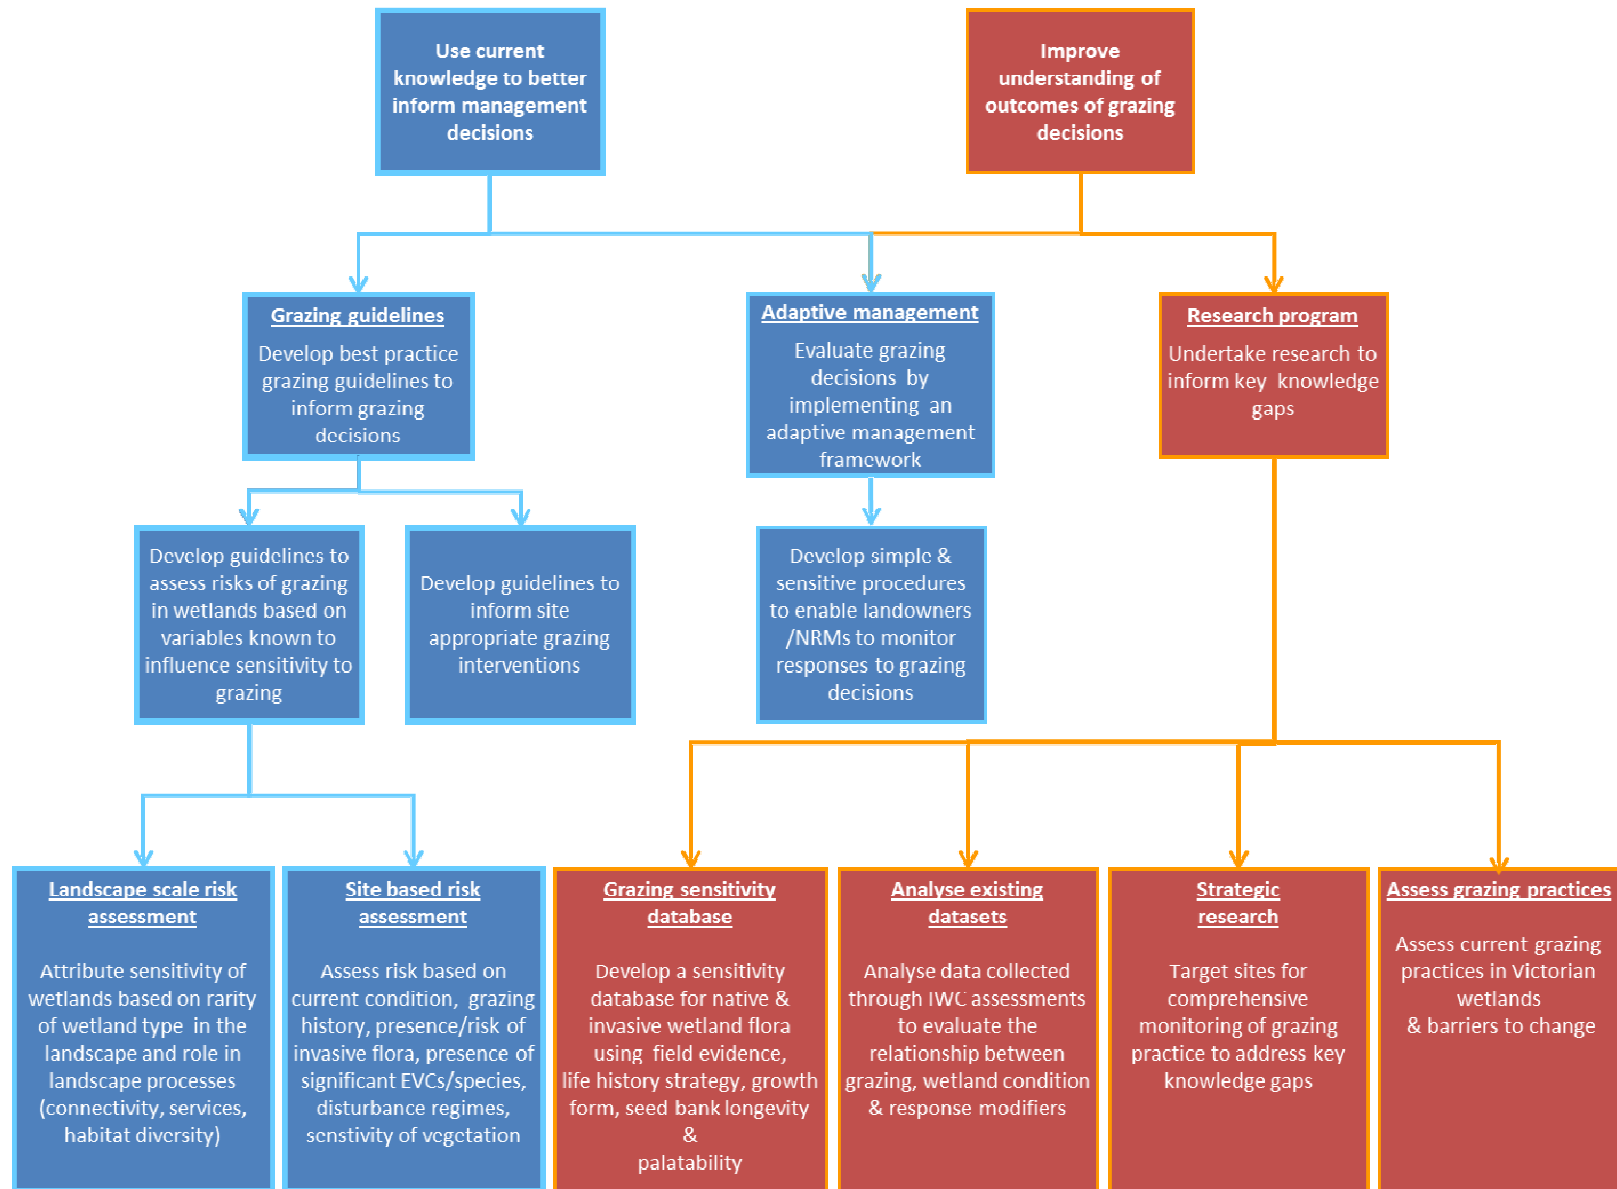 Use current
knowledge to better
inform management
decisions
Improve
understanding of
outcomes of grazing
decisions
Grazing guidelines
Develop best practice
grazing guidelines to
inform grazing
decisions
Adaptive management
Evaluate grazing
decisions by
implementing an
adaptive management
framework
Research program
Undertake research to
inform key knowledge
gaps
Develop guidelines to
assess risks of grazing
in wetlands based on
variables known to
influence sensitivity to
grazing
Develop guidelines to
inform site
appropriate grazing
interventions
Develop simple &
sensitive procedures
to enable landowners
/NRMs to monitor
responses to grazing
decisions
Landscape scale risk
assessment
Attribute sensitivity of
wetlands based on rarity
of wetland type in the
landscape and role in
landscape processes
(connectivity, services,
habitat diversity)
Site based risk
assessment
Assess risk based on
current condition, grazing
history, presence/risk of
invasive flora, presence of
significant EVCs/species,
disturbance regimes,
senstivity of vegetation
Grazing sensitivity
database
Develop a sensitivity
database for native &
invasive wetland flora
using field evidence,
life history strategy, growth
form, seed bank longevity
&
palatability
Analyse existing
datasets
Analyse data collected
through IWC assessments
to evaluate the
relationship between
grazing, wetland condition
& response modifiers
Strategic
research
Target sites for
comprehensive
monitoring of grazing
practice to address key
knowledge gaps
Assess grazing practices
Assess current grazing
practices in Victorian
wetlands
& barriers to change